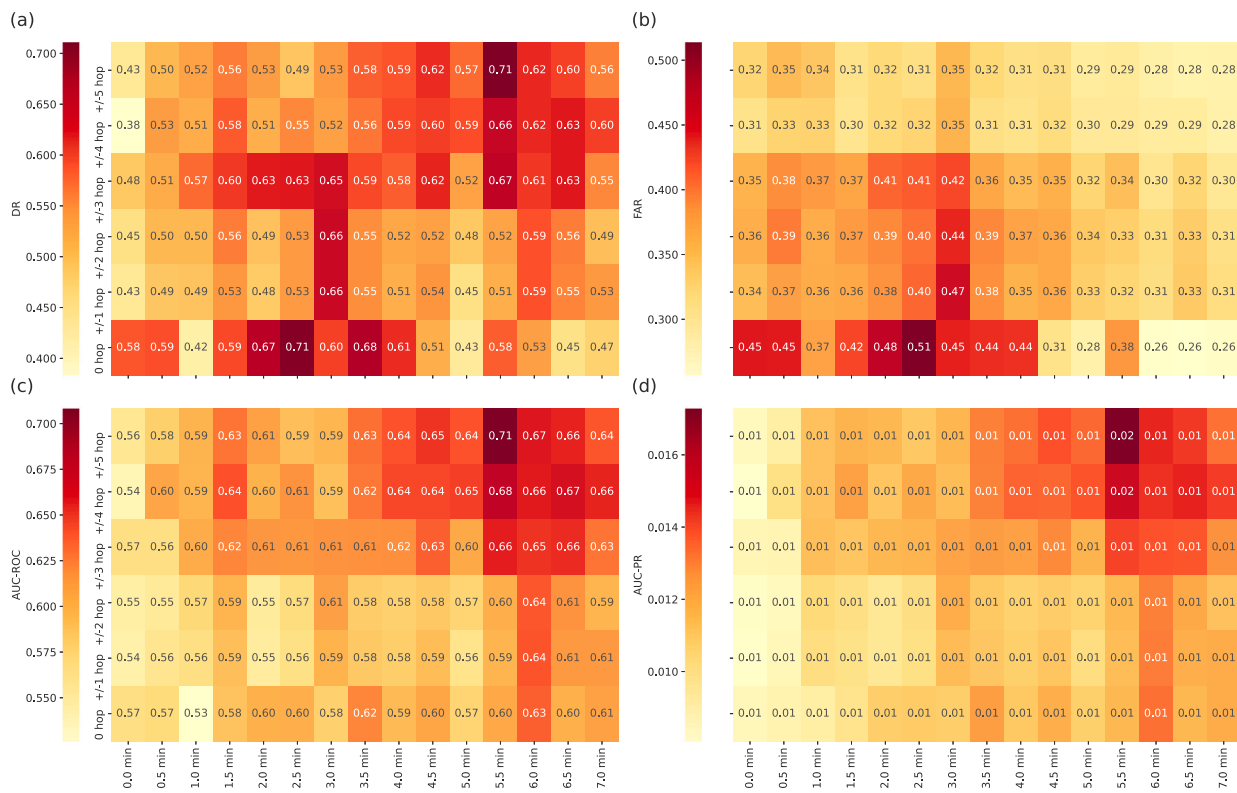 (a)
0.700
0.650
0.600
0.550
0.500
0.450
0.400
DR
+/-5 hop
+/-4 hop
+/-3 hop
+/-2 hop
+/-1 hop
0 hop
0.43 0.50 0.52 0.56 0.53 0.49 0.53 0.58 0.59 0.62 0.57 0.71 0.62 0.60 0.56
0.38 0.53 0.51 0.58 0.51 0.55 0.52 0.56 0.59 0.60 0.59 0.66 0.62 0.63 0.60
0.48 0.51 0.57 0.60 0.63 0.63 0.65 0.59 0.58 0.62 0.52 0.67 0.61 0.63 0.55
0.45 0.50 0.50 0.56 0.49 0.53 0.66 0.55 0.52 0.52 0.48 0.52 0.59 0.56 0.49
0.43 0.49 0.49 0.53 0.48 0.53 0.66 0.55 0.51 0.54 0.45 0.51 0.59 0.55 0.53
0.58 0.59 0.42 0.59 0.67 0.71 0.60 0.68 0.61 0.51 0.43 0.58 0.53 0.45 0.47
(b)
0.500
0.450
0.400
0.300
FAR
0.32 0.35 0.34 0.31 0.32 0.31 0.35 0.32 0.31 0.31 0.29 0.29 0.28 0.28 0.28
0.31 0.33 0.33 0.30 0.32 0.32 0.35 0.31 0.31 0.32 0.30 0.29 0.29 0.29 0.28
0.35 0.38 0.37 0.37 0.41 0.41 0.42 0.36 0.35 0.35 0.32 0.34 0.30 0.32 0.30
0.36 0.39 0.36 0.37 0.39 0.40 0.44 0.39 0.37 0.36 0.34 0.33 0.31 0.33 0.31
0.34 0.37 0.36 0.36 0.38 0.40 0.47 0.38 0.35 0.36 0.33 0.32 0.31 0.33 0.31
0.45 0.45 0.37 0.42 0.48 0.51 0.45 0.44 0.44 0.31 0.28 0.38 0.26 0.26 0.26
(c)
0.700
0.675
0.650
0.625
0.600
0.575
0.550
AUC-ROC
+/-5 hop
+/-4 hop
+/-3 hop
+/-2 hop
+/-1 hop
0 hop
0.56 0.58 0.59 0.63 0.61 0.59 0.59 0.63 0.64 0.65 0.64 0.71 0.67 0.66 0.64
0.54 0.60 0.59 0.64 0.60 0.61 0.59 0.62 0.64 0.64 0.65 0.68 0.66 0.67 0.66
0.57 0.56 0.60 0.62 0.61 0.61 0.61 0.61 0.62 0.63 0.60 0.66 0.65 0.66 0.63
0.55 0.55 0.57 0.59 0.55 0.57 0.61 0.58 0.58 0.58 0.57 0.60 0.64 0.61 0.59
0.54 0.56 0.56 0.59 0.55 0.56 0.59 0.58 0.58 0.59 0.56 0.59 0.64 0.61 0.61
0.57 0.57 0.53 0.58 0.60 0.60 0.58 0.62 0.59 0.60 0.57 0.60 0.63 0.60 0.61
0.0 min
0.5 min
1.0 min
1.5 min
2.0 min
2.5 min
3.0 min
3.5 min
4.0 min
4.5 min
5.0 min
5.5 min
6.0 min
6.5 min
7.0 min
(d)
0.016
0.014
0.012
0.010
AUC-PR
0.01 0.01 0.01 0.01 0.01 0.01 0.01 0.01 0.01 0.01 0.01 0.02 0.01 0.01 0.01
0.01 0.01 0.01 0.01 0.01 0.01 0.01 0.01 0.01 0.01 0.01 0.02 0.01 0.01 0.01
0.01 0.01 0.01 0.01 0.01 0.01 0.01 0.01 0.01 0.01 0.01 0.01 0.01 0.01 0.01
0.01 0.01 0.01 0.01 0.01 0.01 0.01 0.01 0.01 0.01 0.01 0.01 0.01 0.01 0.01
0.01 0.01 0.01 0.01 0.01 0.01 0.01 0.01 0.01 0.01 0.01 0.01 0.01 0.01 0.01
0.01 0.01 0.01 0.01 0.01 0.01 0.01 0.01 0.01 0.01 0.01 0.01 0.01 0.01 0.01
0.0 min
0.5 min
1.0 min
1.5 min
2.0 min
2.5 min
3.0 min
3.5 min
4.0 min
4.5 min
5.0 min
5.5 min
6.0 min
6.5 min
7.0 min